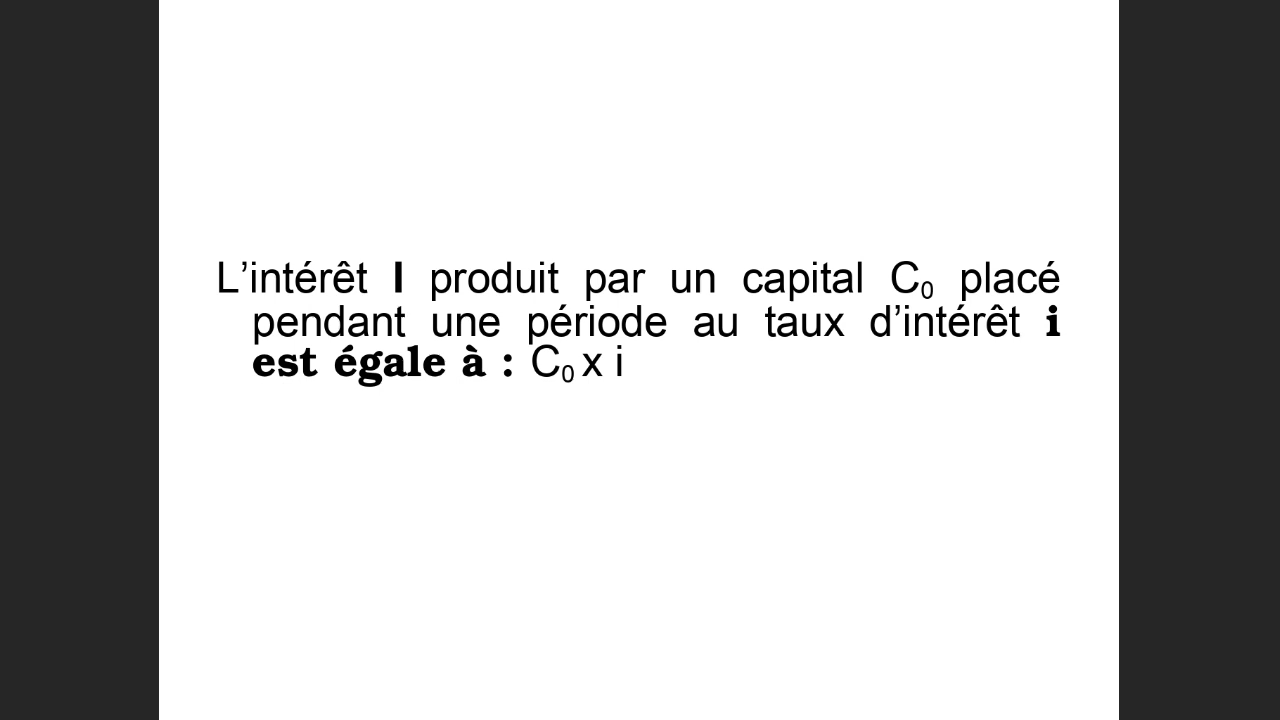 L’intérêt I produit par un capital C₀ placé
pendant une période au taux d’intérêt i
est égale à : C₀ x i